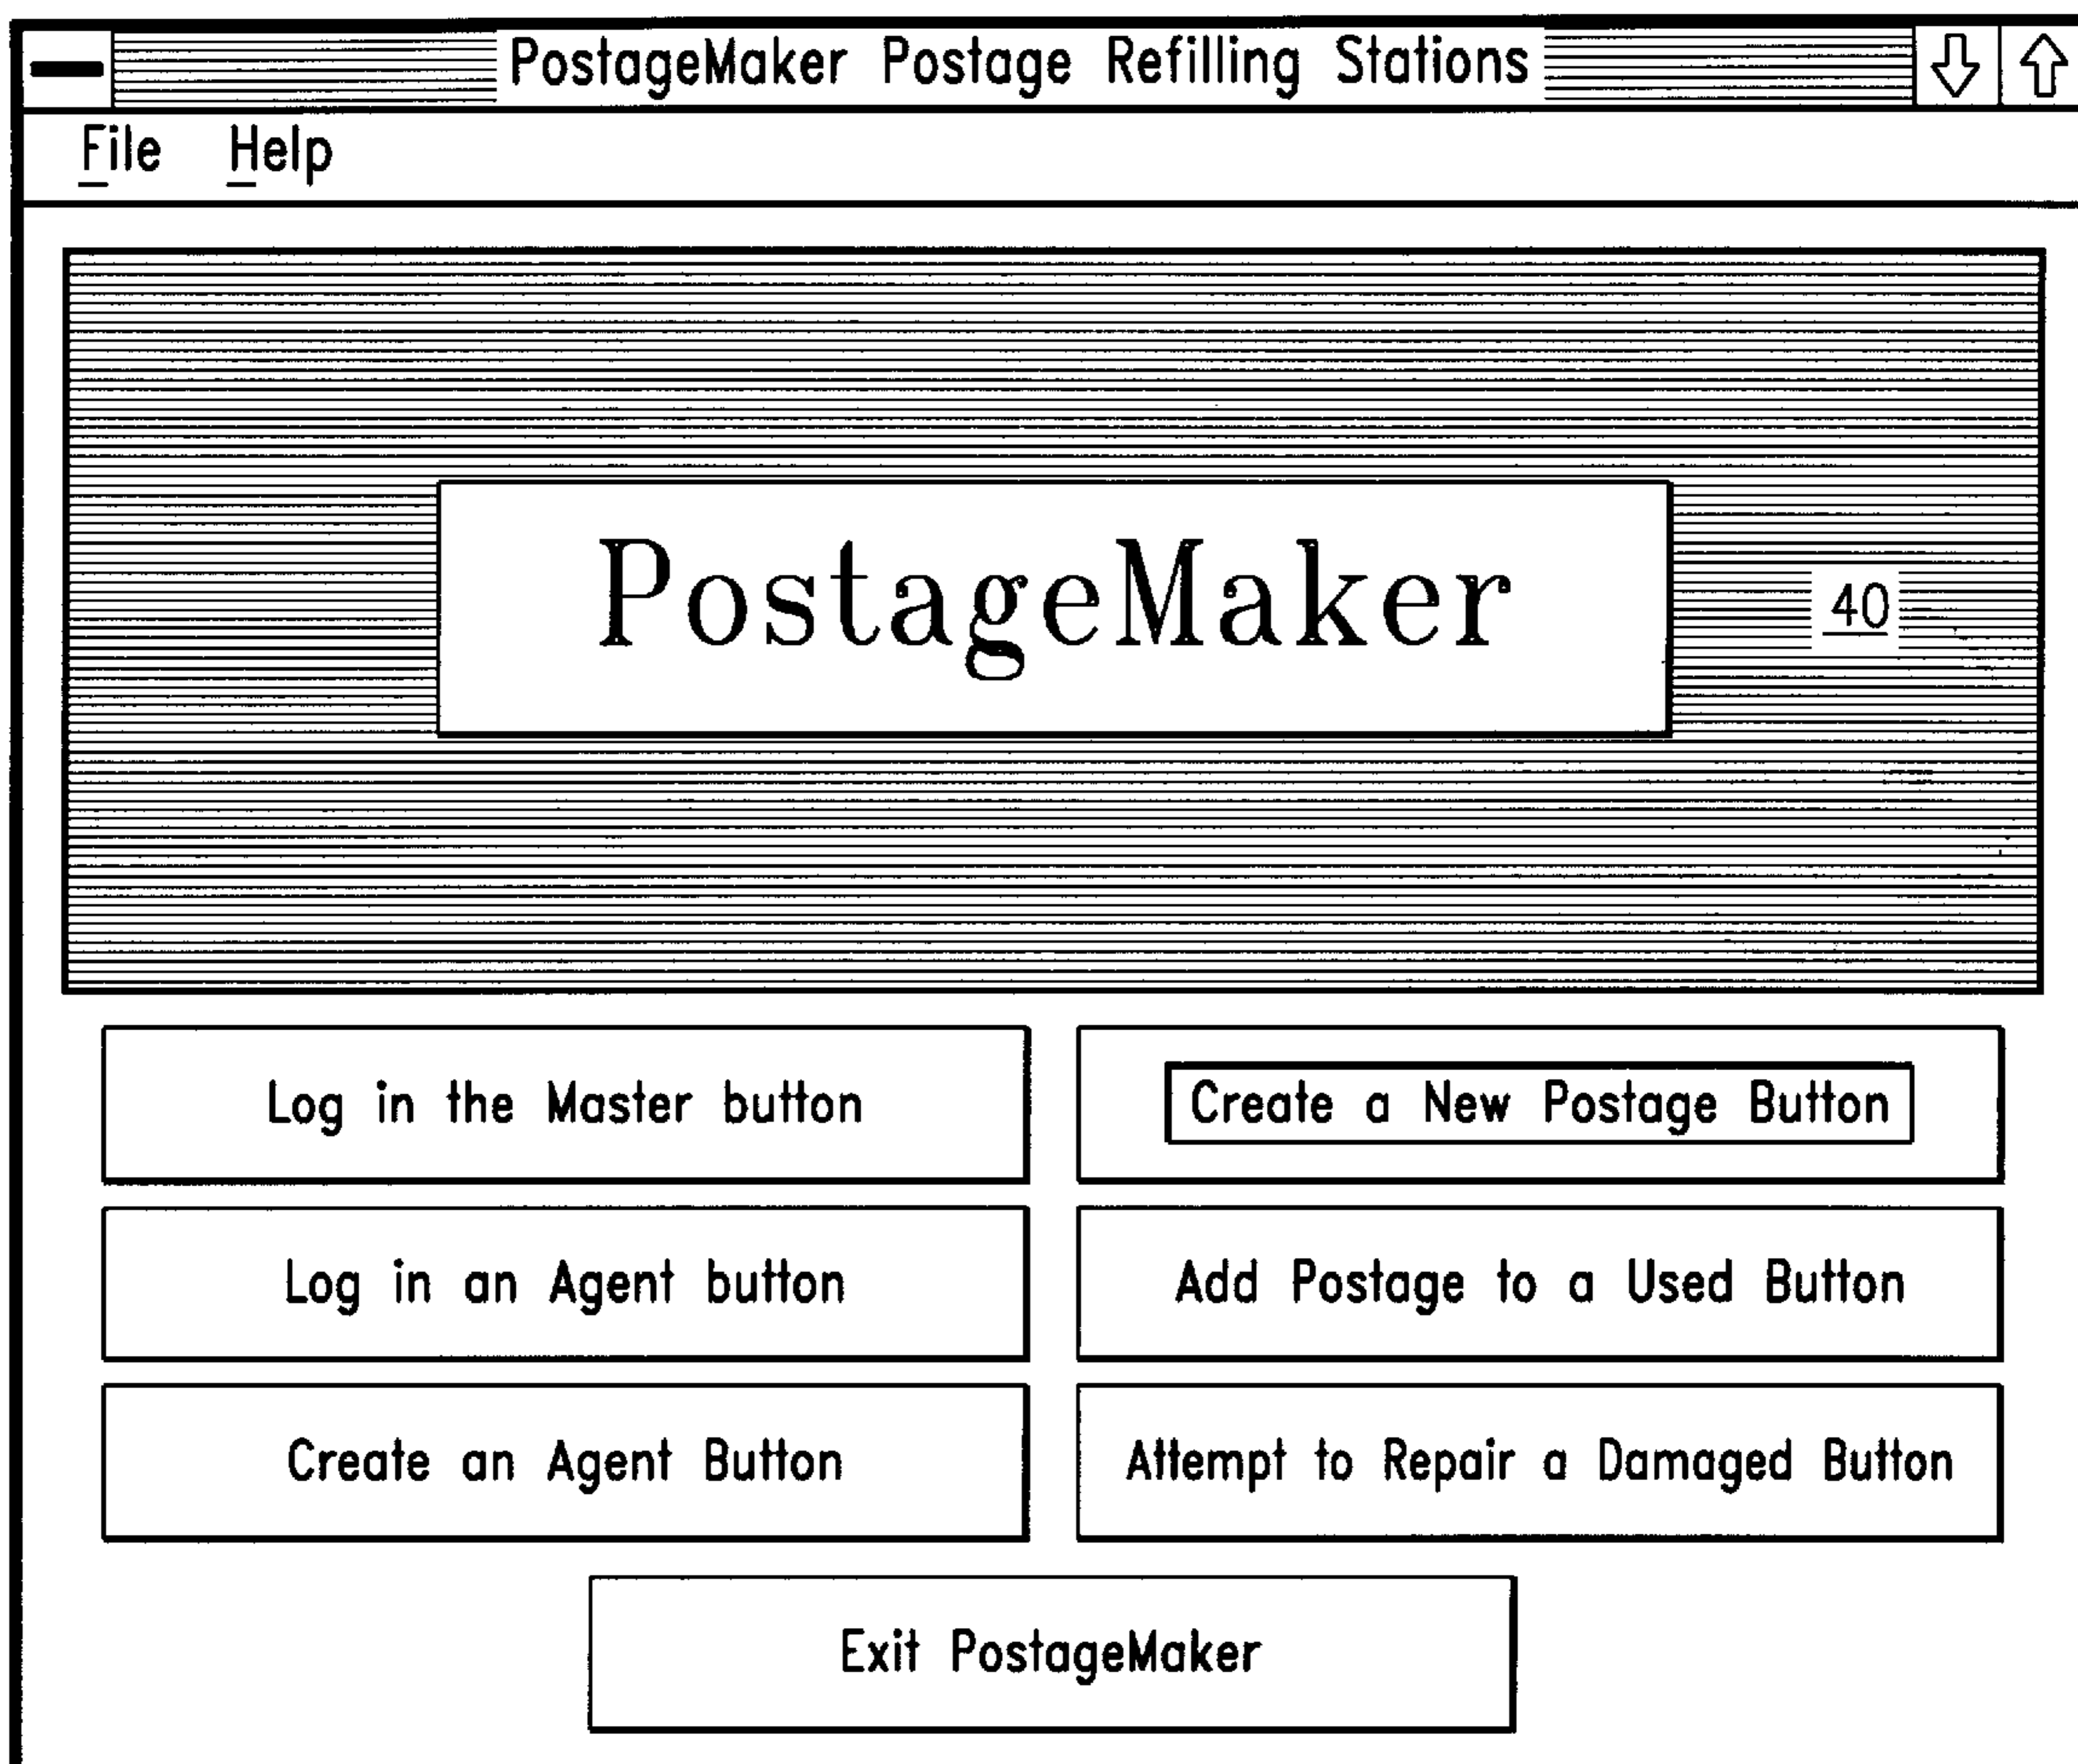 PostageMaker Postage Refilling Stations
File Help
PostageMaker
40
Log in the Master button
Create a New Postage Button
Log in an Agent button
Add Postage to a Used Button
Create an Agent Button
Attempt to Repair a Damaged Button
Exit PostageMaker